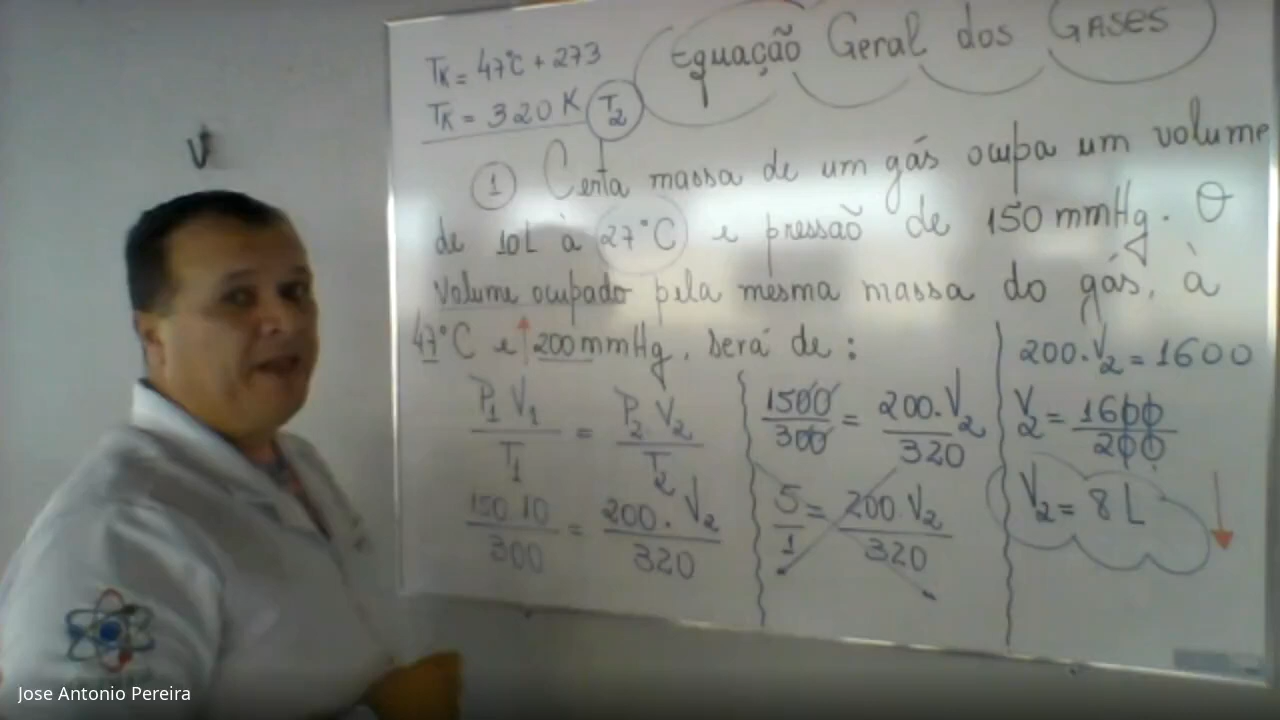 Equação Geral dos GASES
TK = 47°C + 273
TK = 320 K T2
1 Certa massa de um gás ocupa um volume
de 10L à 27°C e pressão de 150 mmHg. O
volume ocupado pela mesma massa do gás, à
47°C e 200 mmHg, será de:
P1 V1 / T1 = P2 V2 / T2
150 10 / 300 = 200. V2 / 320
1500 / 300 = 200. V2 / 320
5 / 1 = 200 V2 / 320
200. V2 = 1600
V2 = 1600 / 200
V2 = 8 L
V
Jose Antonio Pereira